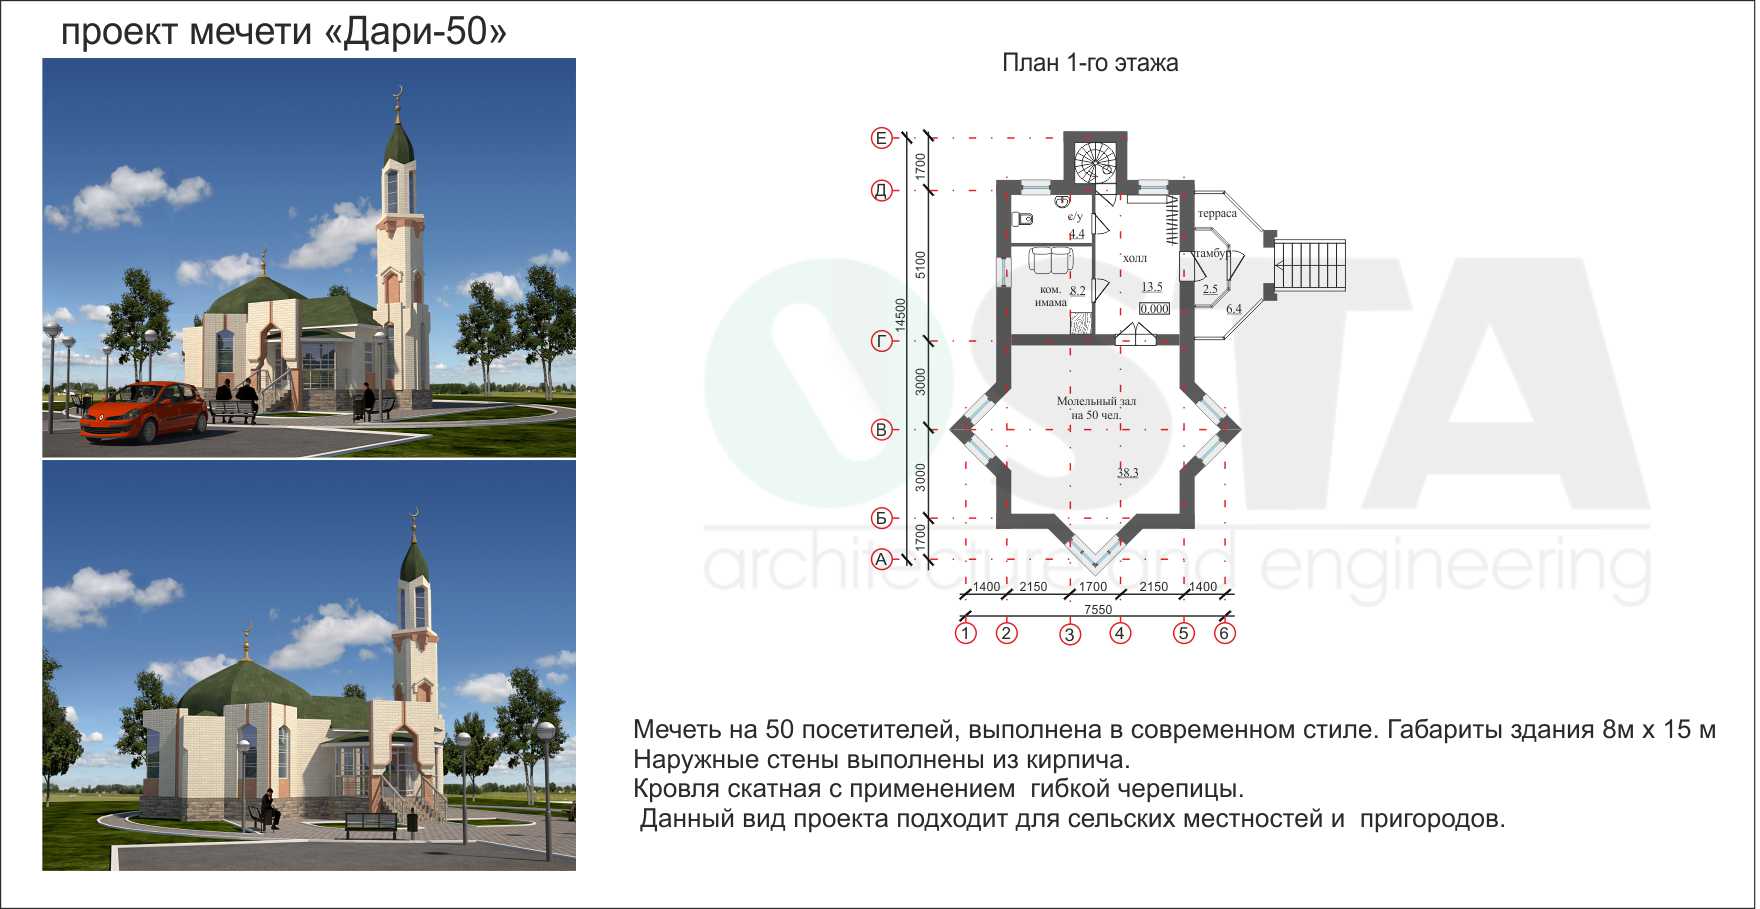 проект мечети «Дари-50»
План 1-го этажа
Е
Д
Г
В
Б
А
1700
5100
3000
3000
1700
14500
с/у
4.4
ком.
имама
8.2
холл
13.5
0.000
терраса
тамбур
2.5
6.4
Молельный зал
на 50 чел.
38.3
1400 2150 1700 2150 1400
7550
1 2 3 4 5 6
USTA
architecture and engineering
Мечеть на 50 посетителей, выполнена в современном стиле. Габариты здания 8м х 15 м
Наружные стены выполнены из кирпича.
Кровля скатная с применением гибкой черепицы.
Данный вид проекта подходит для сельских местностей и пригородов.